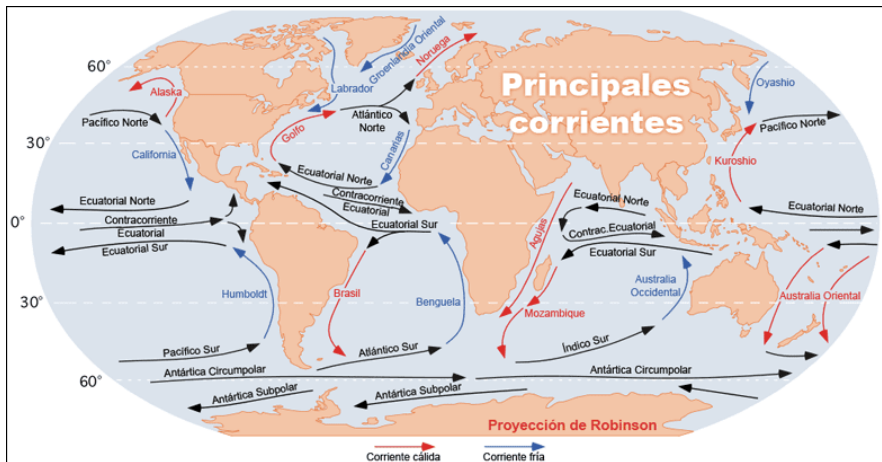 Principales
corrientes
60°
30°
0°
30°
60°
Alaska
Pacífico Norte
California
Ecuatorial Norte
Contracorriente
Ecuatorial
Ecuatorial Sur
Humboldt
Pacífico Sur
Antártica Circumpolar
Antártica Subpolar
Labrador
Groenlandia Oriental
Noruega
Golfo
Atlántico
Norte
Canarias
Ecuatorial Norte
Contracorriente
Ecuatorial
Ecuatorial Sur
Brasil
Benguela
Atlántico Sur
Antártica Subpolar
Agujas
Mozambique
Ecuatorial Norte
Contrac.Ecuatorial
Ecuatorial Sur
Australia
Occidental
Índico Sur
Antártica Circumpolar
Oyashio
Pacífico Norte
Kuroshio
Ecuatorial Norte
Australia Oriental
Proyección de Robinson
Corriente cálida
Corriente fría